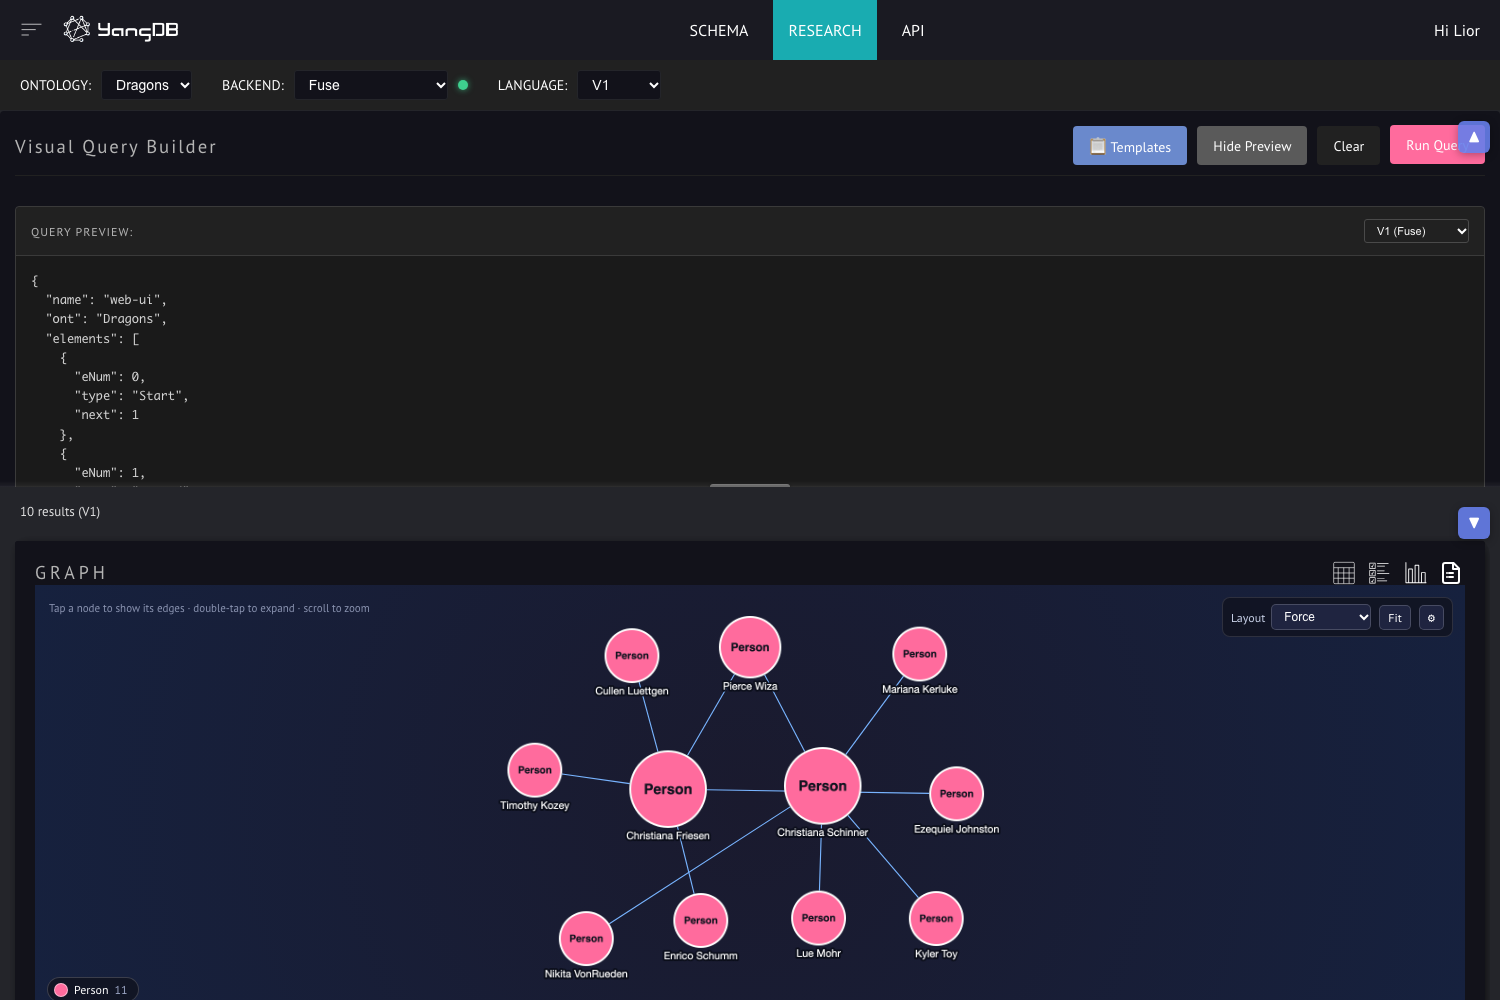 YangDB
SCHEMA
RESEARCH
API
Hi Lior
ONTOLOGY: Dragons
BACKEND: Fuse
LANGUAGE: V1
Visual Query Builder
Templates
Hide Preview
Clear
Run Que
QUERY PREVIEW:
V1 (Fuse)
{
"name": "web-ui",
"ont": "Dragons",
"elements": [
{
"eNum": 0,
"type": "Start",
"next": 1
},
{
"eNum": 1,
10 results (V1)
GRAPH
Tap a node to show its edges · double-tap to expand · scroll to zoom
Layout Force Fit
Person
Cullen Luettgen
Person
Pierce Wiza
Person
Mariana Kerluke
Person
Timothy Kozey
Person
Christiana Friesen
Person
Christiana Schinner
Person
Ezequiel Johnston
Person
Nikita VonRueden
Person
Enrico Schumm
Person
Lue Mohr
Person
Kyler Toy
Person 11